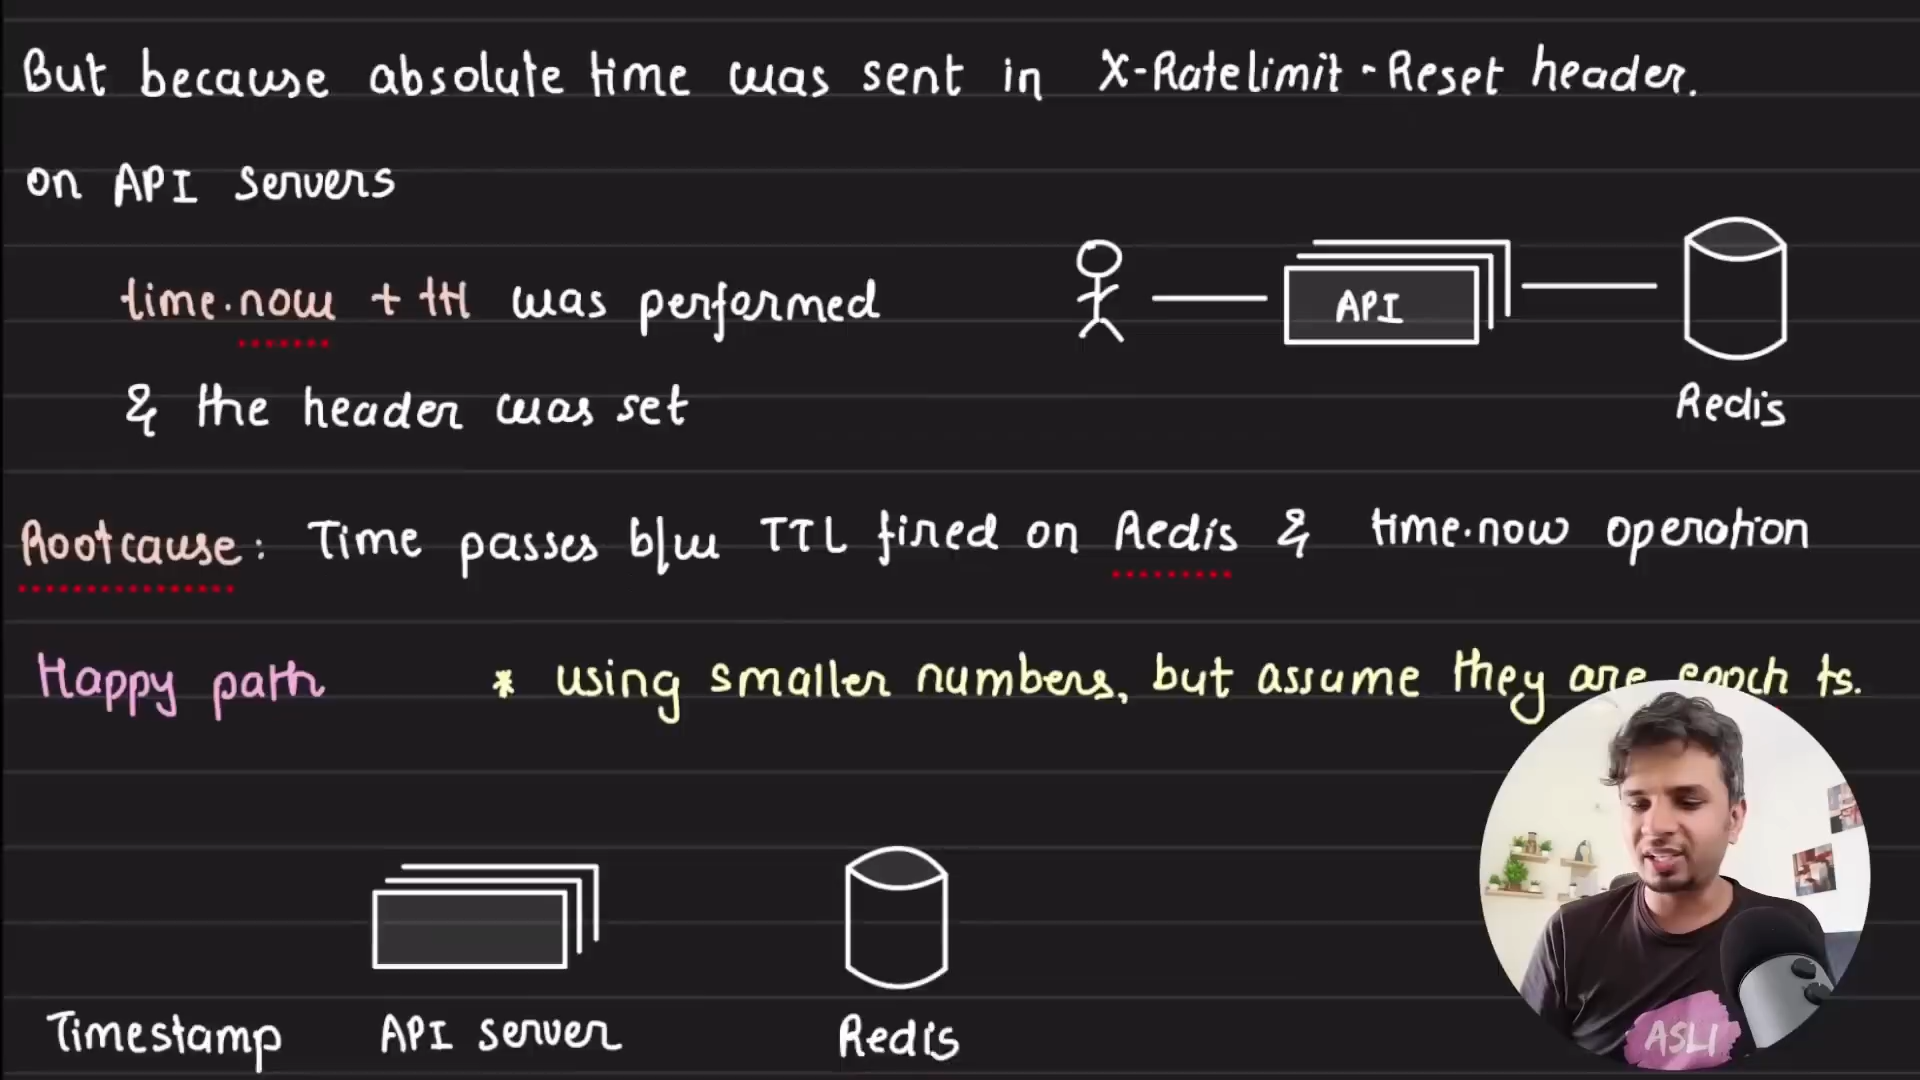 But because absolute time was sent in X-Ratelimit-Reset header.
on API servers
time.now + ttl was performed
API
& the header was set
Redis
Rootcause: Time passes b/w TTL fired on Redis & time.now operation
Happy path
* using smaller numbers, but assume they are epoch ts.
Timestamp
API server
Redis
ASLI